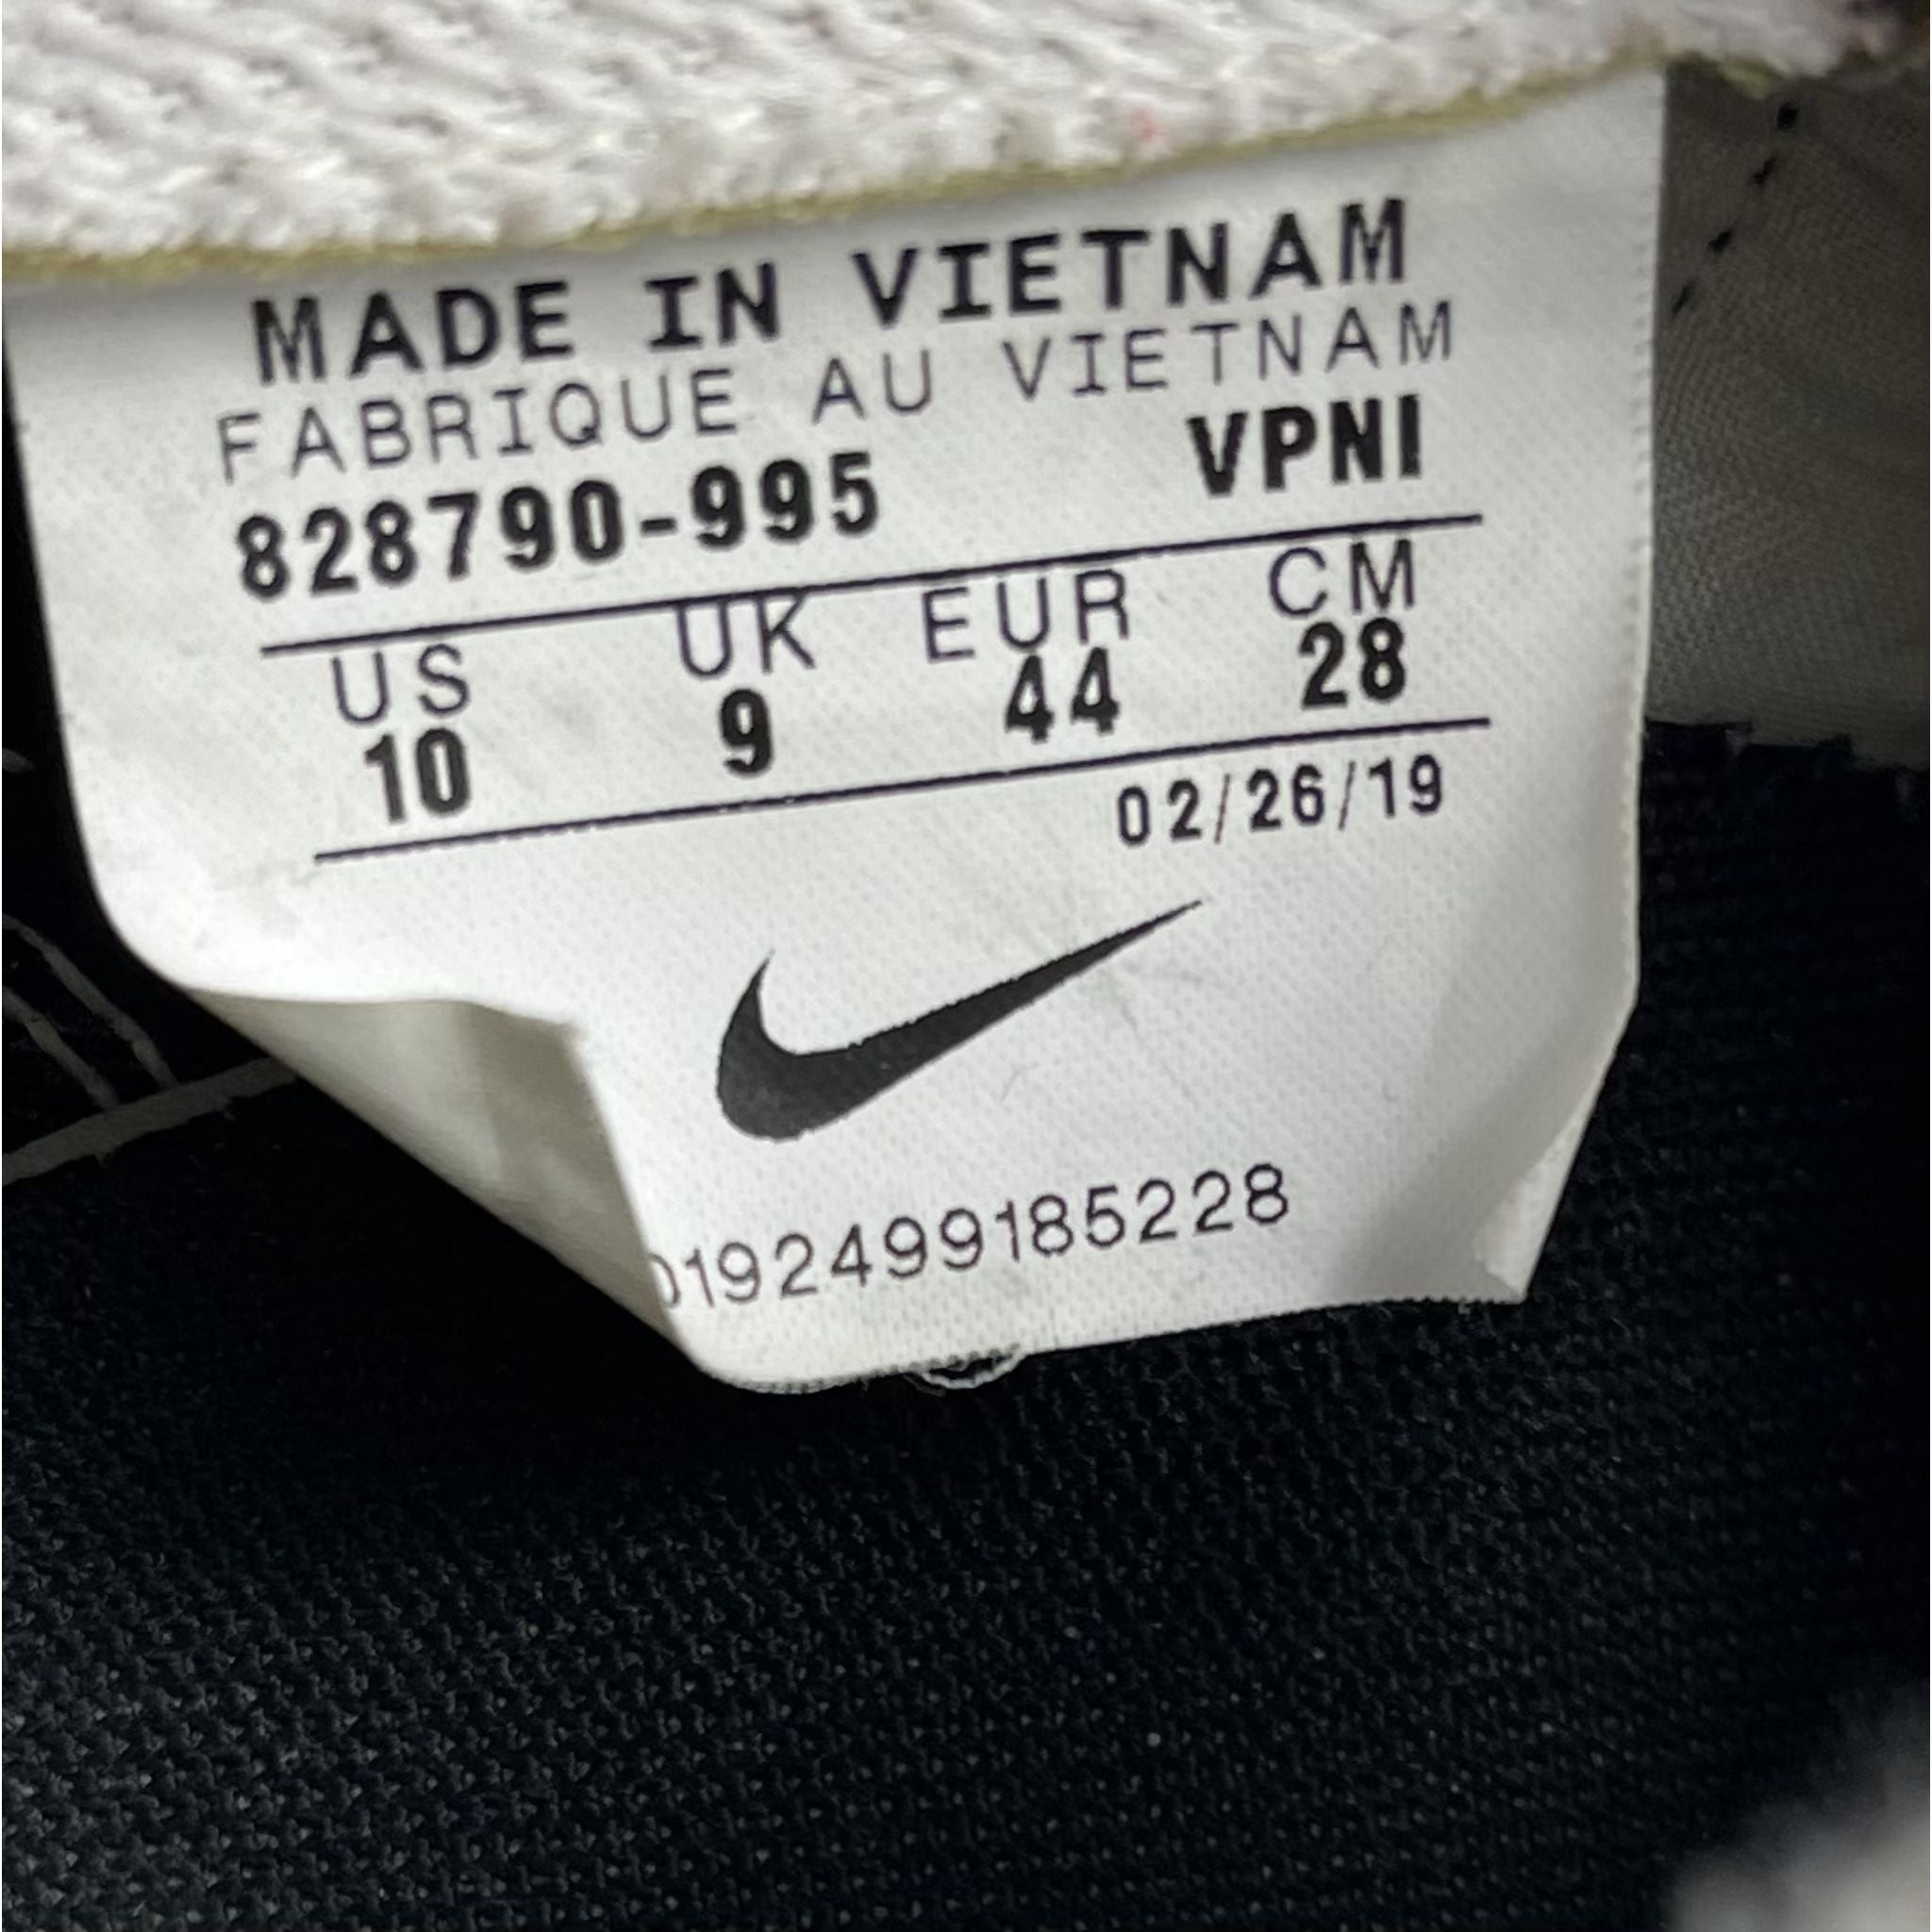 MADE IN VIETNAM
FABRIQUE AU VIETNAM
828790-995 VPNI
US UK EUR CM
10 9 44 28
02/26/19
0192499185228